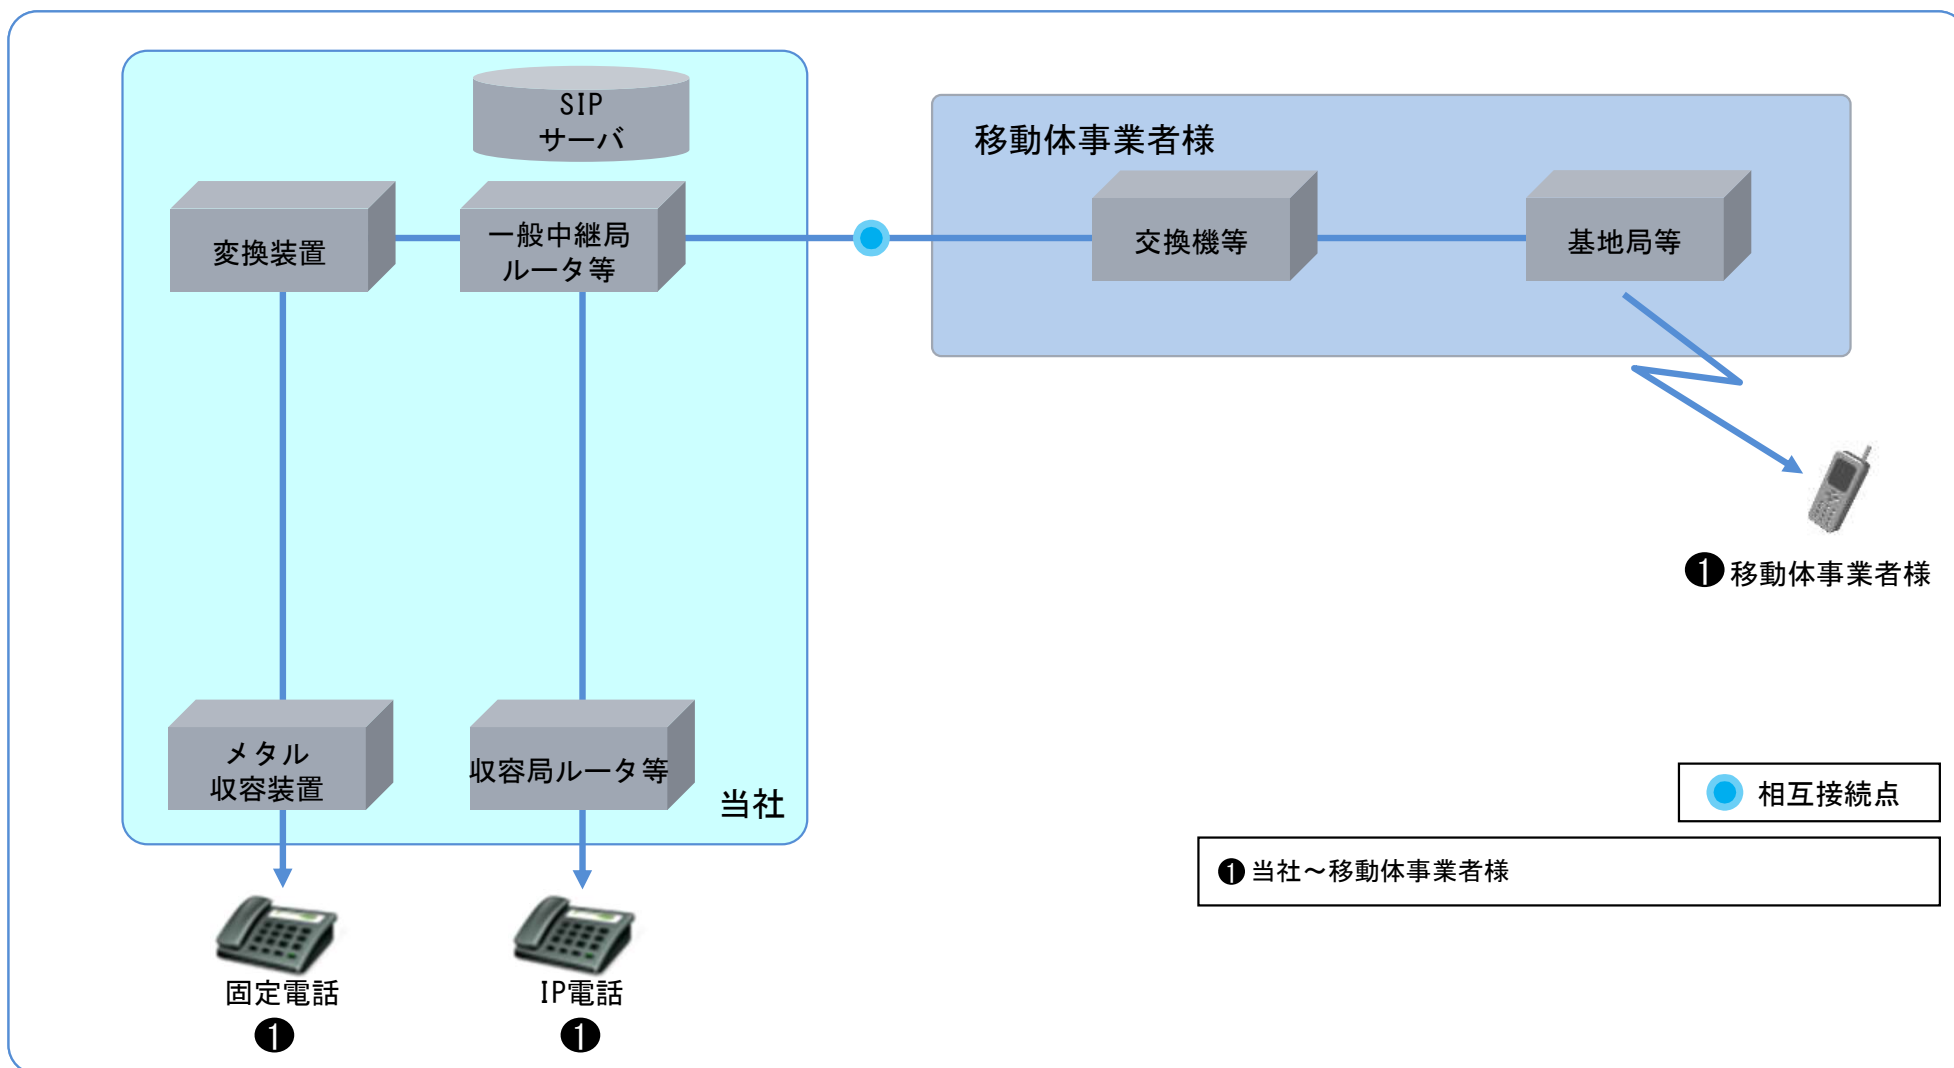 SIP
サーバ
移動体事業者様
変換装置
一般中継局
ルータ等
交換機等
基地局等
❶移動体事業者様
メタル
収容装置
収容局ルータ等
当社
相互接続点
❶当社~移動体事業者様
固定電話
❶
IP電話
❶